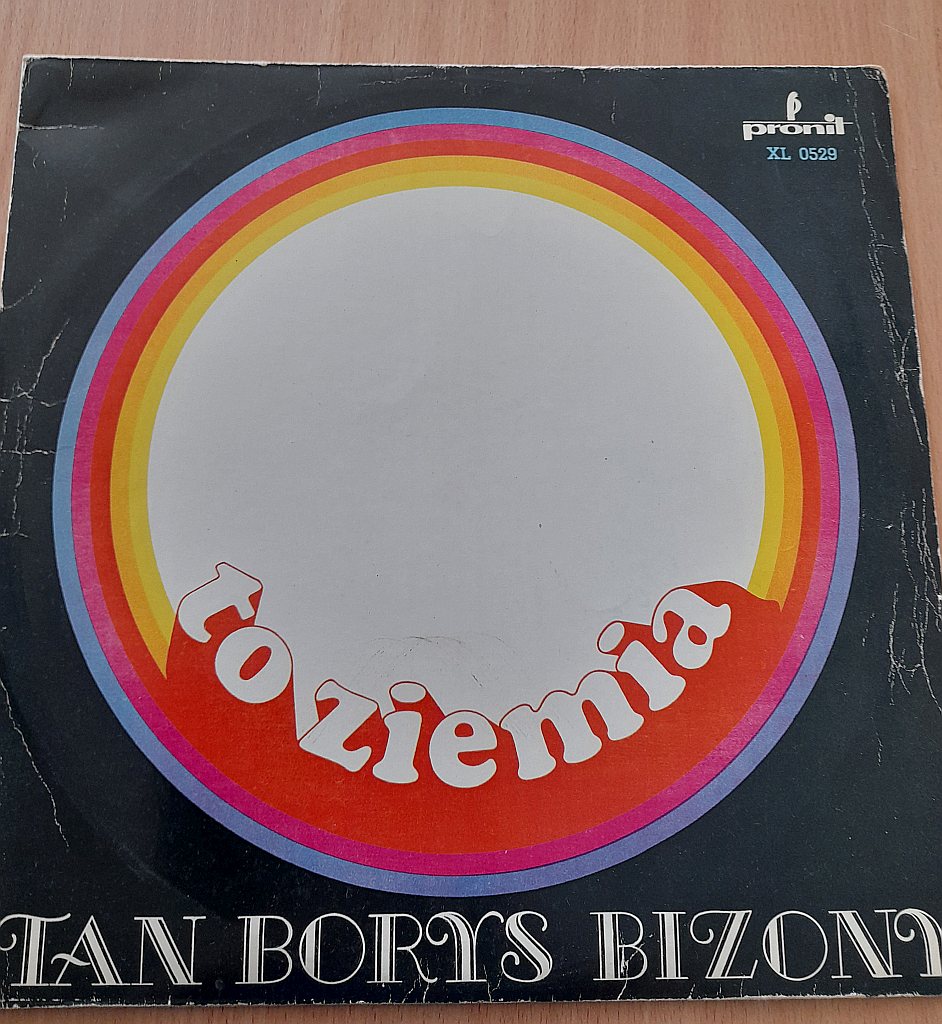 pronit
XL 0529
to ziemia
TAN BORYS BIZONY